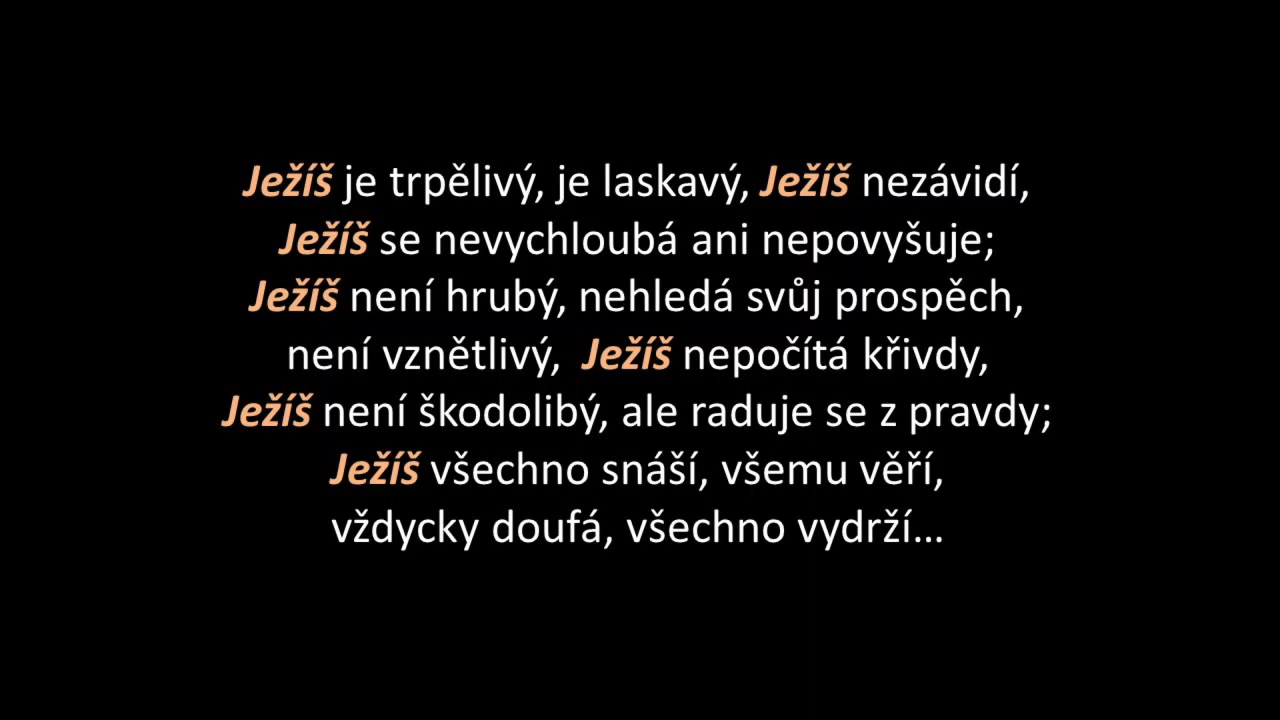 Ježíš je trpělivý, je laskavý, Ježíš nezávidí,
Ježíš se nevychloubá ani nepovyšuje;
Ježíš není hrubý, nehledá svůj prospěch,
není vznětlivý, Ježíš nepočítá křivdy,
Ježíš není škodolibý, ale raduje se z pravdy;
Ježíš všechno snáší, všemu věří,
vždycky doufá, všechno vydrží…